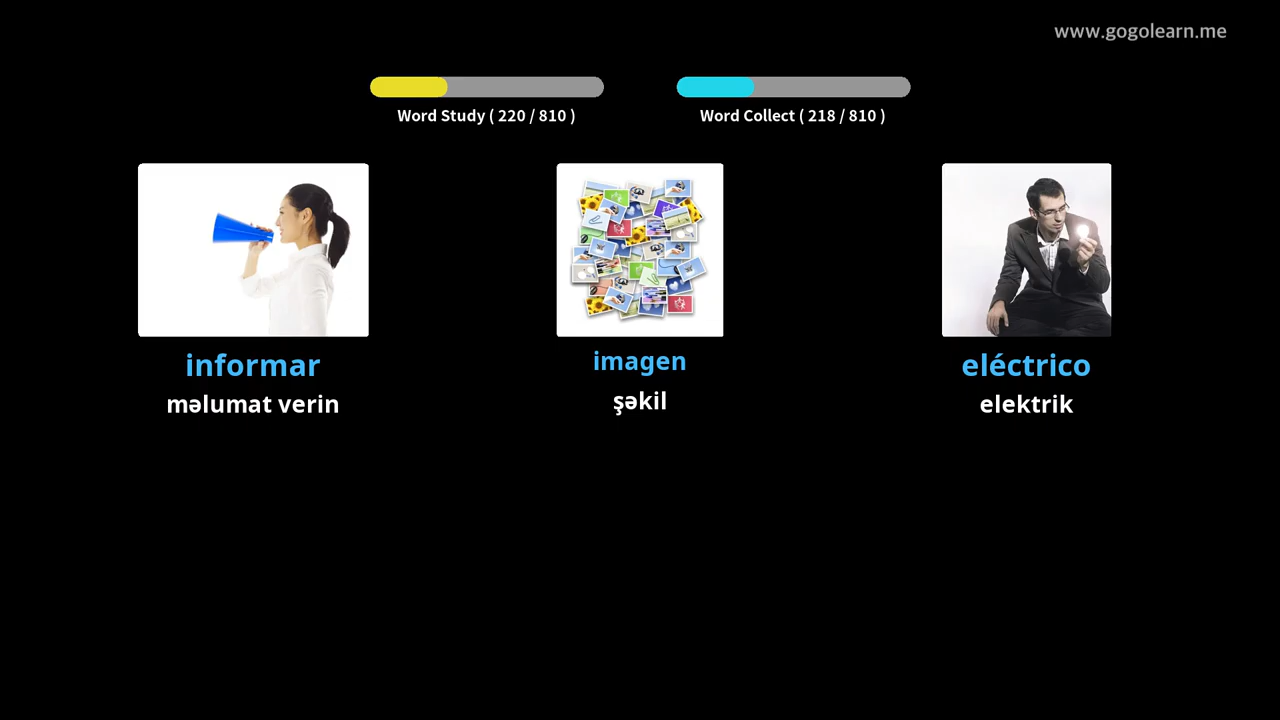 www.gogolearn.me
Word Study ( 220 / 810 )
Word Collect ( 218 / 810 )
informar
məlumat verin
imagen
şəkil
eléctrico
elektrik